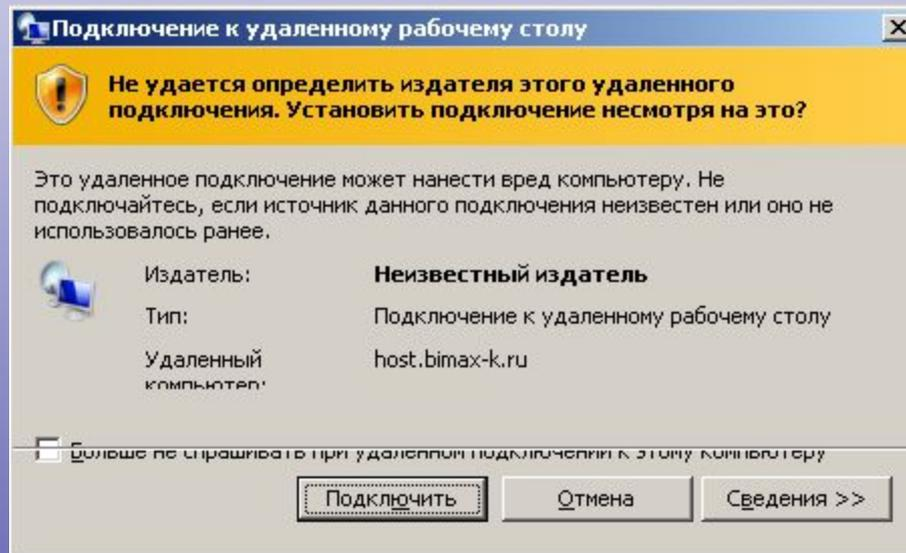 Подключение к удаленному рабочему столу
Не удается определить издателя этого удаленного
подключения. Установить подключение несмотря на это?
Это удаленное подключение может нанести вред компьютеру. Не
подключайтесь, если источник данного подключения неизвестен или оно не
использовалось ранее.
Издатель: Неизвестный издатель
Тип: Подключение к удаленному рабочему столу
Удаленный host.bimax-k.ru
компьютер:
Больше не спрашивать при удаленном подключении к этому компьютеру
Подключить Отмена Сведения >>